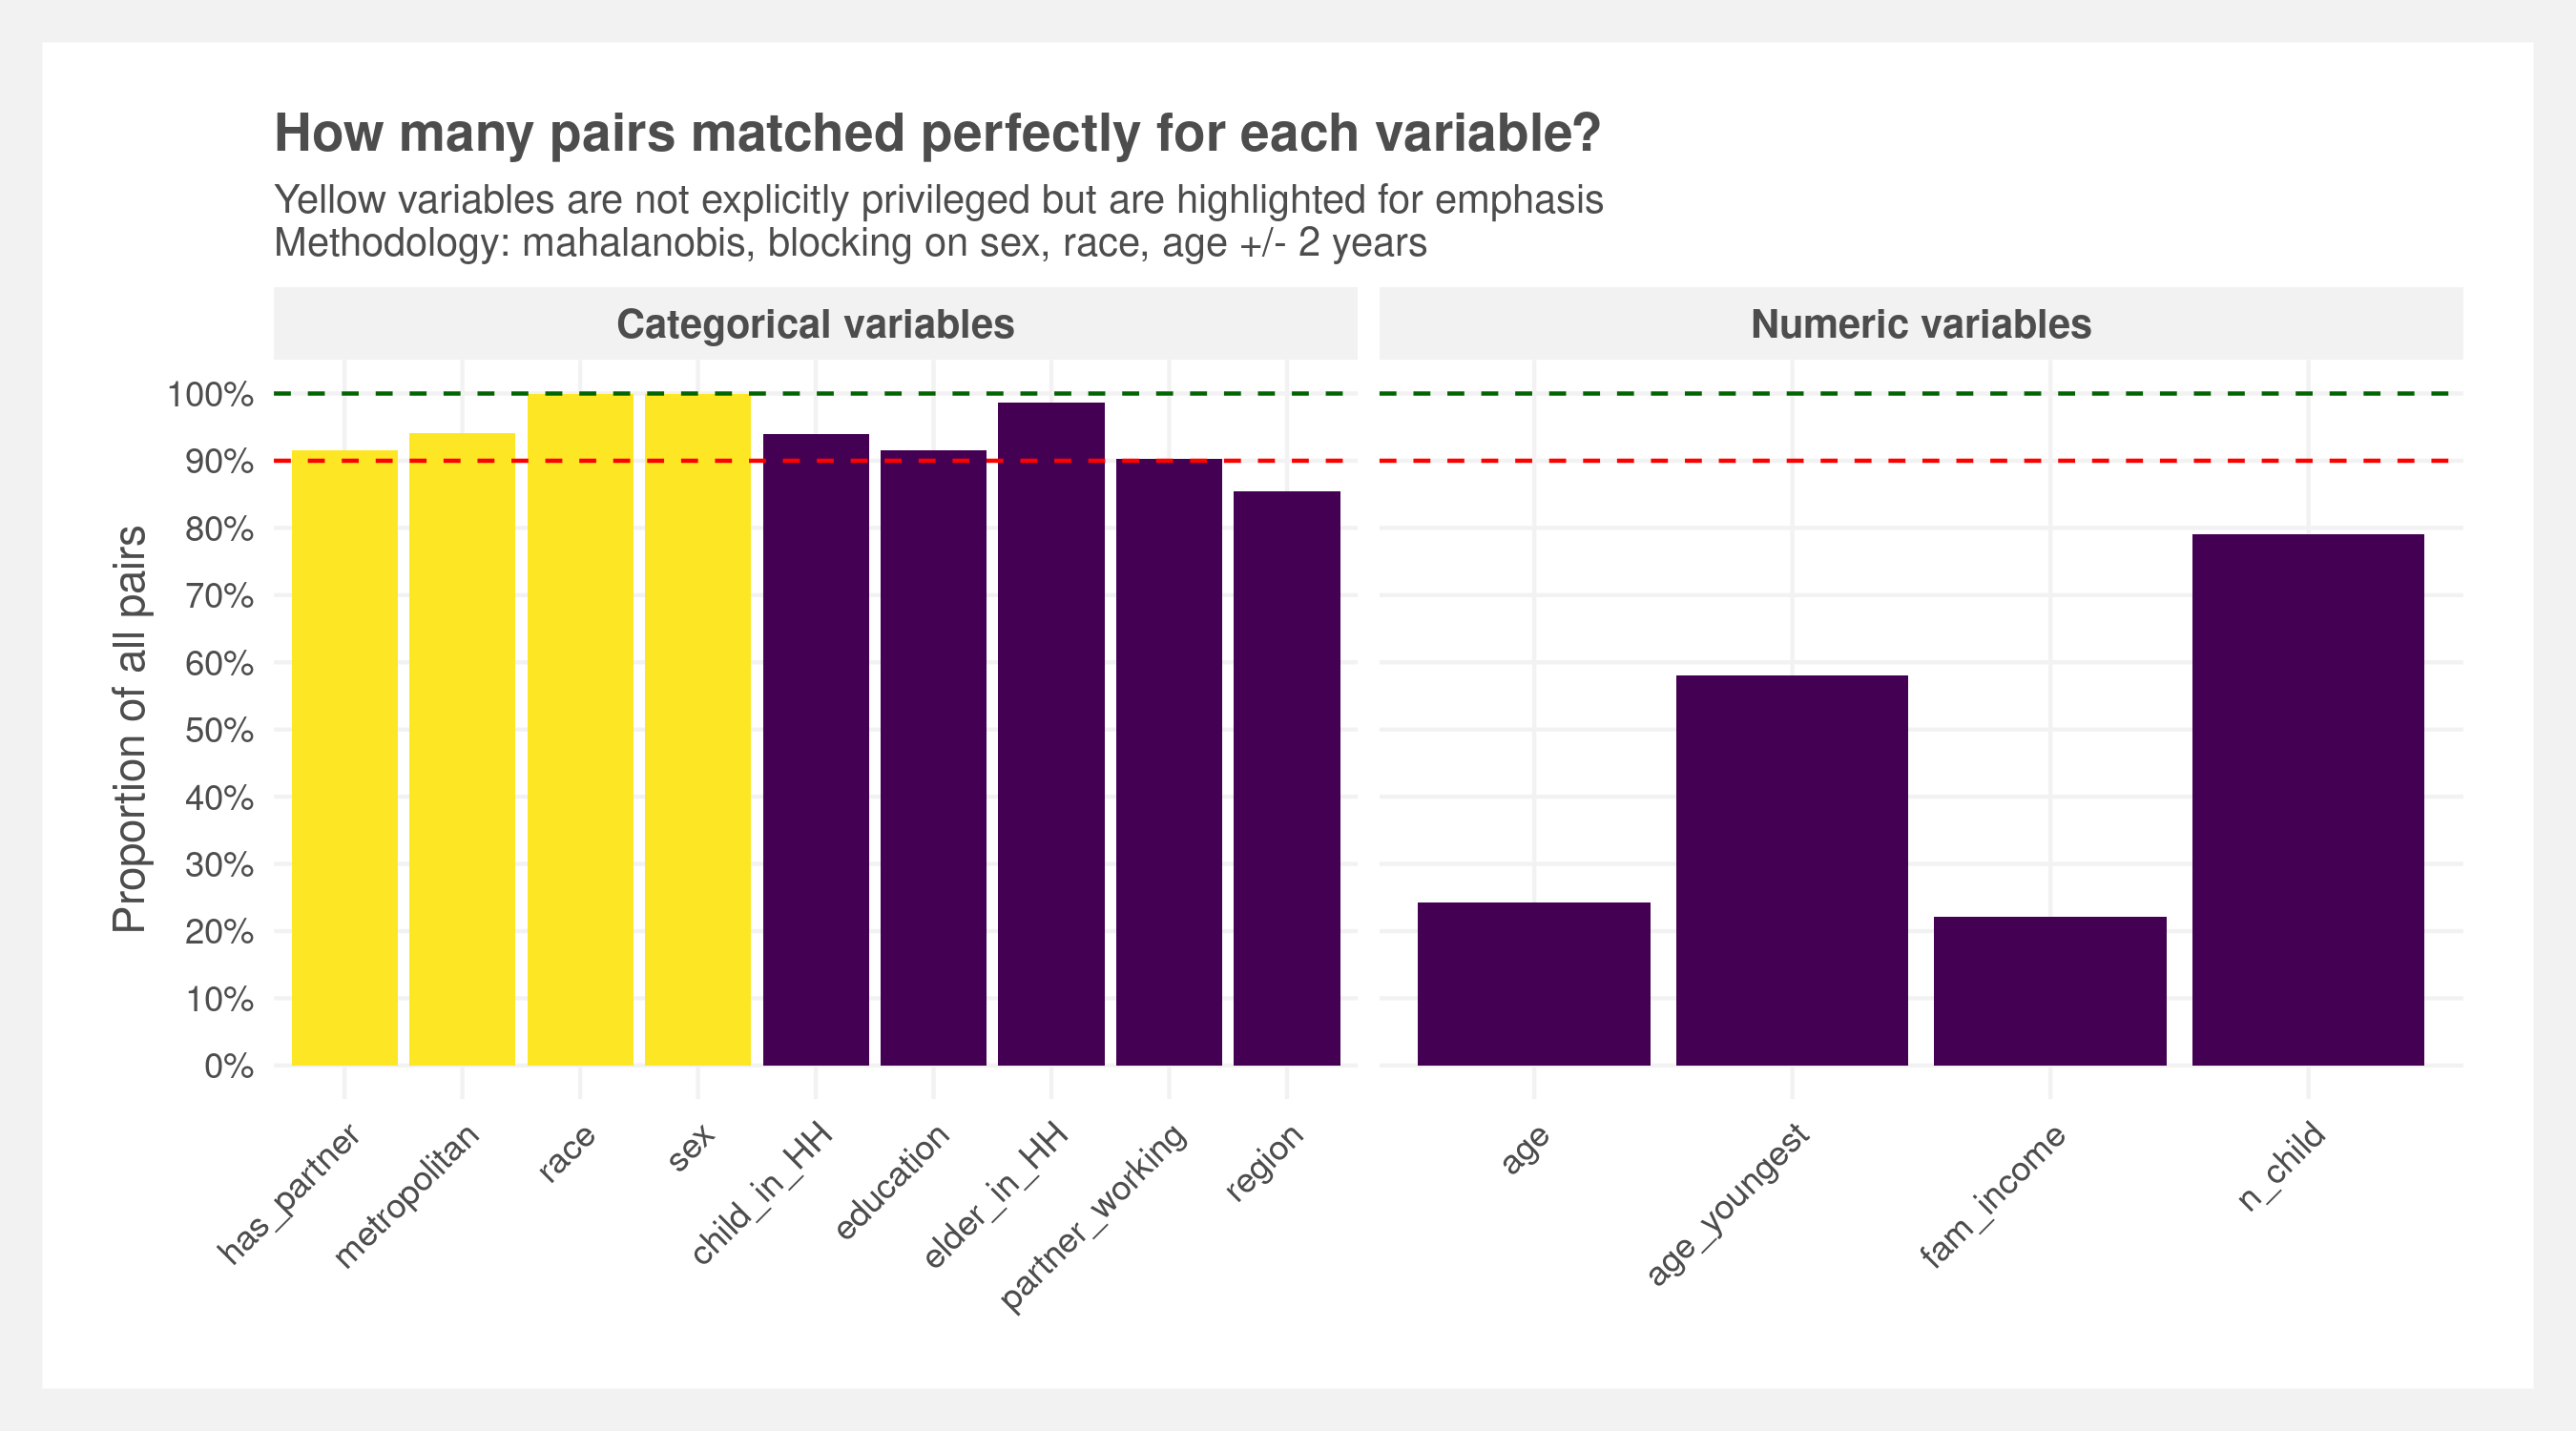 How many pairs matched perfectly for each variable?
Yellow variables are not explicitly privileged but are highlighted for emphasis
Methodology: mahalanobis, blocking on sex, race, age +/- 2 years
Categorical variables
Numeric variables
Proportion of all pairs
100%
90%
80%
70%
60%
50%
40%
30%
20%
10%
0%
has_partner
metropolitan
race
sex
child_in_HH
education
elder_in_HH
partner_working
region
age
age_youngest
fam_income
n_child